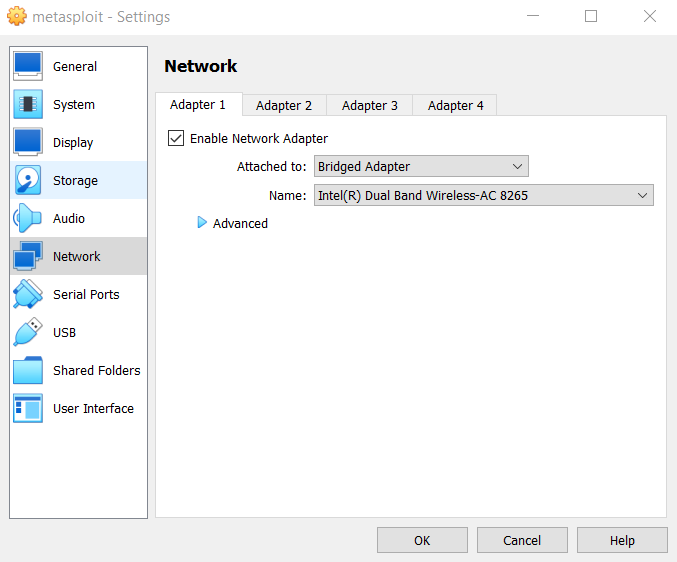 metasploit - Settings
General
System
Display
Storage
Audio
Network
Serial Ports
USB
Shared Folders
User Interface
Network
Adapter 1 Adapter 2 Adapter 3 Adapter 4
Enable Network Adapter
Attached to: Bridged Adapter
Name: Intel(R) Dual Band Wireless-AC 8265
Advanced
OK Cancel Help